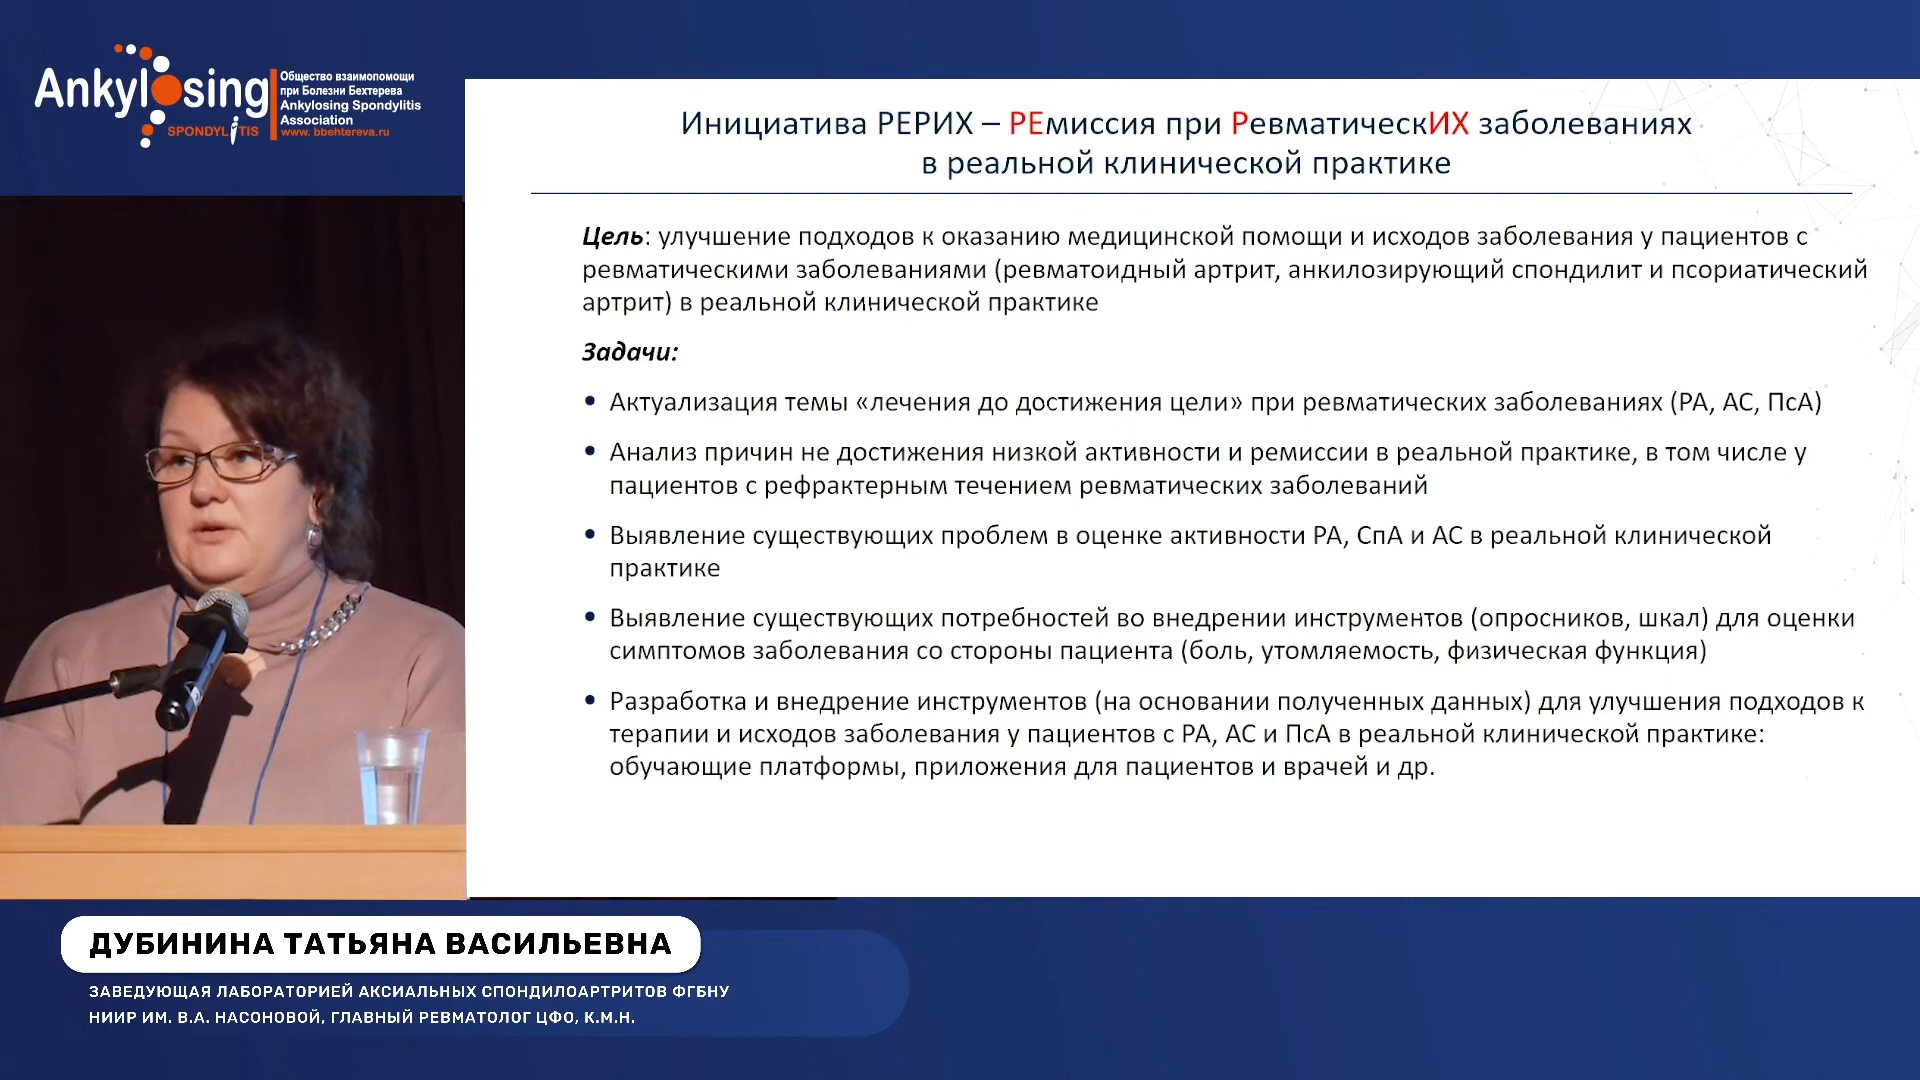 Ankylosing
SPONDYLITIS
Общество взаимопомощи
при Болезни Бехтерева
Ankylosing Spondylitis
Association
www. bbehtereva.ru
Инициатива РЕРИХ – РЕмиссия при РевматическИХ заболеваниях
в реальной клинической практике
Цель: улучшение подходов к оказанию медицинской помощи и исходов заболевания у пациентов с
ревматическими заболеваниями (ревматоидный артрит, анкилозирующий спондилит и псориатический
артрит) в реальной клинической практике
Задачи:
• Актуализация темы «лечения до достижения цели» при ревматических заболеваниях (РА, АС, ПсА)
• Анализ причин не достижения низкой активности и ремиссии в реальной практике, в том числе у
пациентов с рефрактерным течением ревматических заболеваний
• Выявление существующих проблем в оценке активности РА, СпА и АС в реальной клинической
практике
• Выявление существующих потребностей во внедрении инструментов (опросников, шкал) для оценки
симптомов заболевания со стороны пациента (боль, утомляемость, физическая функция)
• Разработка и внедрение инструментов (на основании полученных данных) для улучшения подходов к
терапии и исходов заболевания у пациентов с РА, АС и ПсА в реальной клинической практике:
обучающие платформы, приложения для пациентов и врачей и др.
ДУБИНИНА ТАТЬЯНА ВАСИЛЬЕВНА
ЗАВЕДУЮЩАЯ ЛАБОРАТОРИЕЙ АКСИАЛЬНЫХ СПОНДИЛОАРТРИТОВ ФГБНУ
НИИР ИМ. В.А. НАСОНОВОЙ, ГЛАВНЫЙ РЕВМАТОЛОГ ЦФО, К.М.Н.